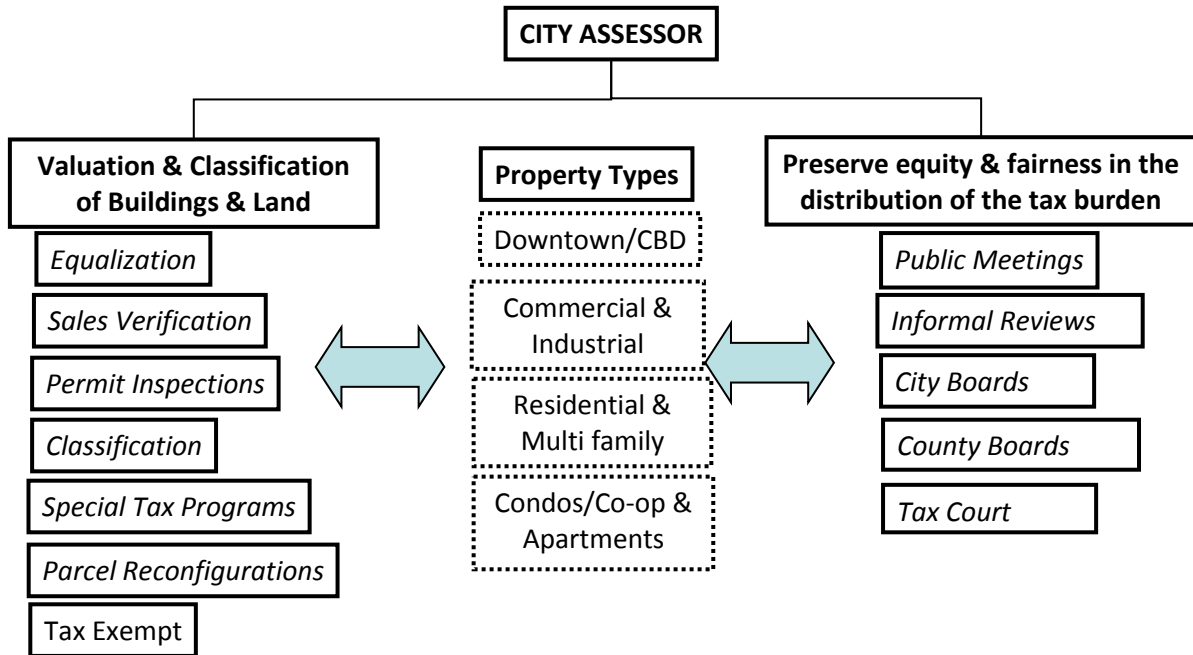 CITY ASSESSOR
Valuation & Classification
of Buildings & Land
Equalization
Sales Verification
Permit Inspections
Classification
Special Tax Programs
Parcel Reconfigurations
Tax Exempt
Property Types
Downtown/CBD
Commercial &
Industrial
Residential &
Multi family
Condos/Co-op &
Apartments
Preserve equity & fairness in the
distribution of the tax burden
Public Meetings
Informal Reviews
City Boards
County Boards
Tax Court